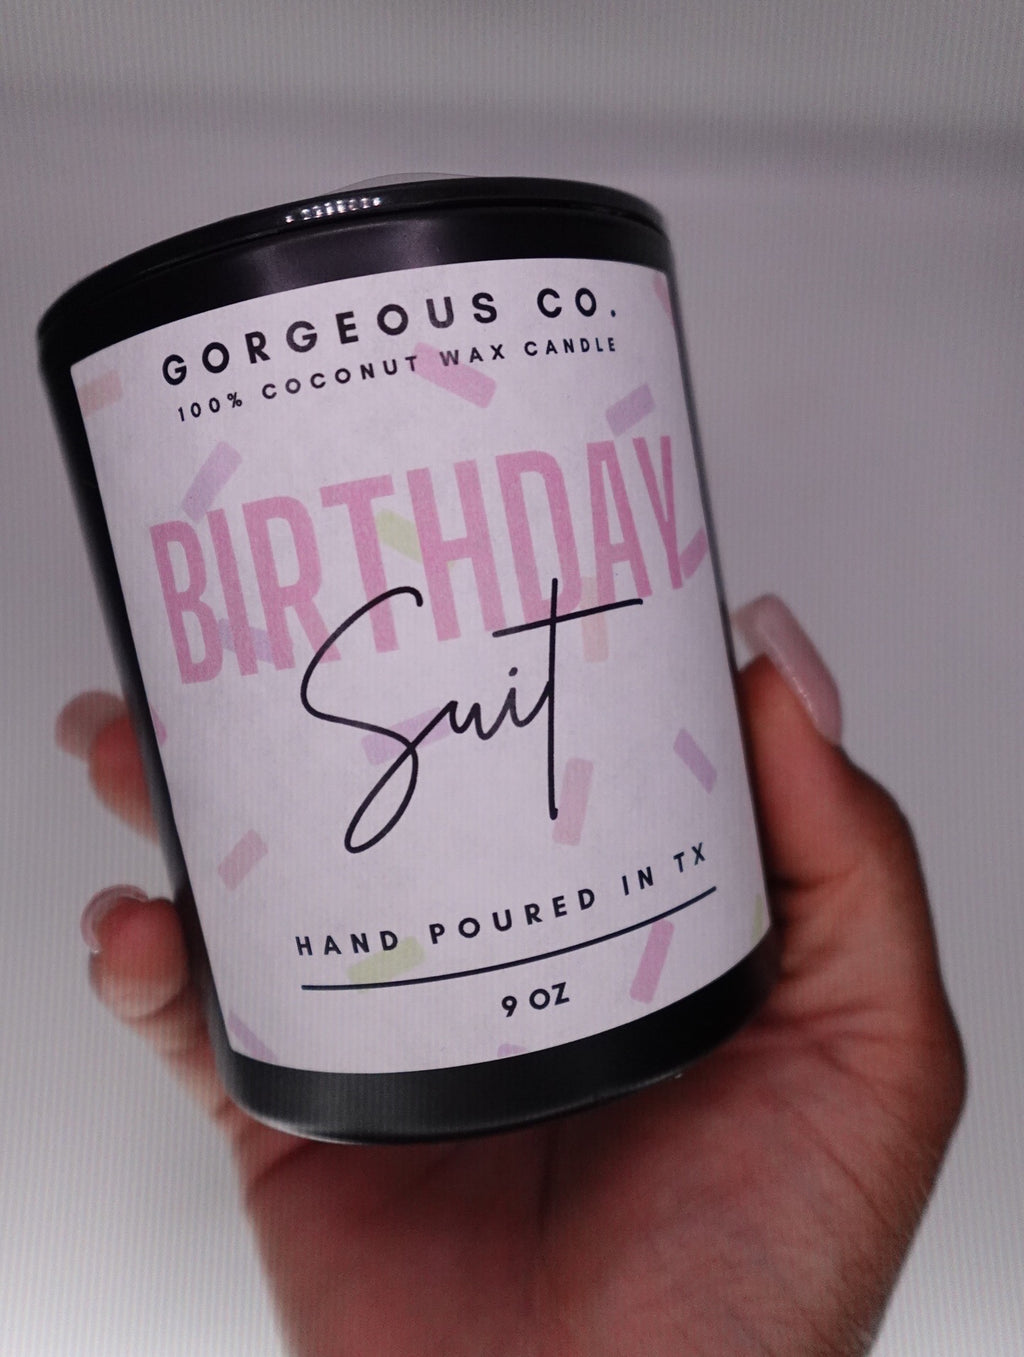 GORGEOUS CO.
100% COCONUT WAX CANDLE
BIRTHDAY
Suit
HAND POURED IN TX
9 OZ